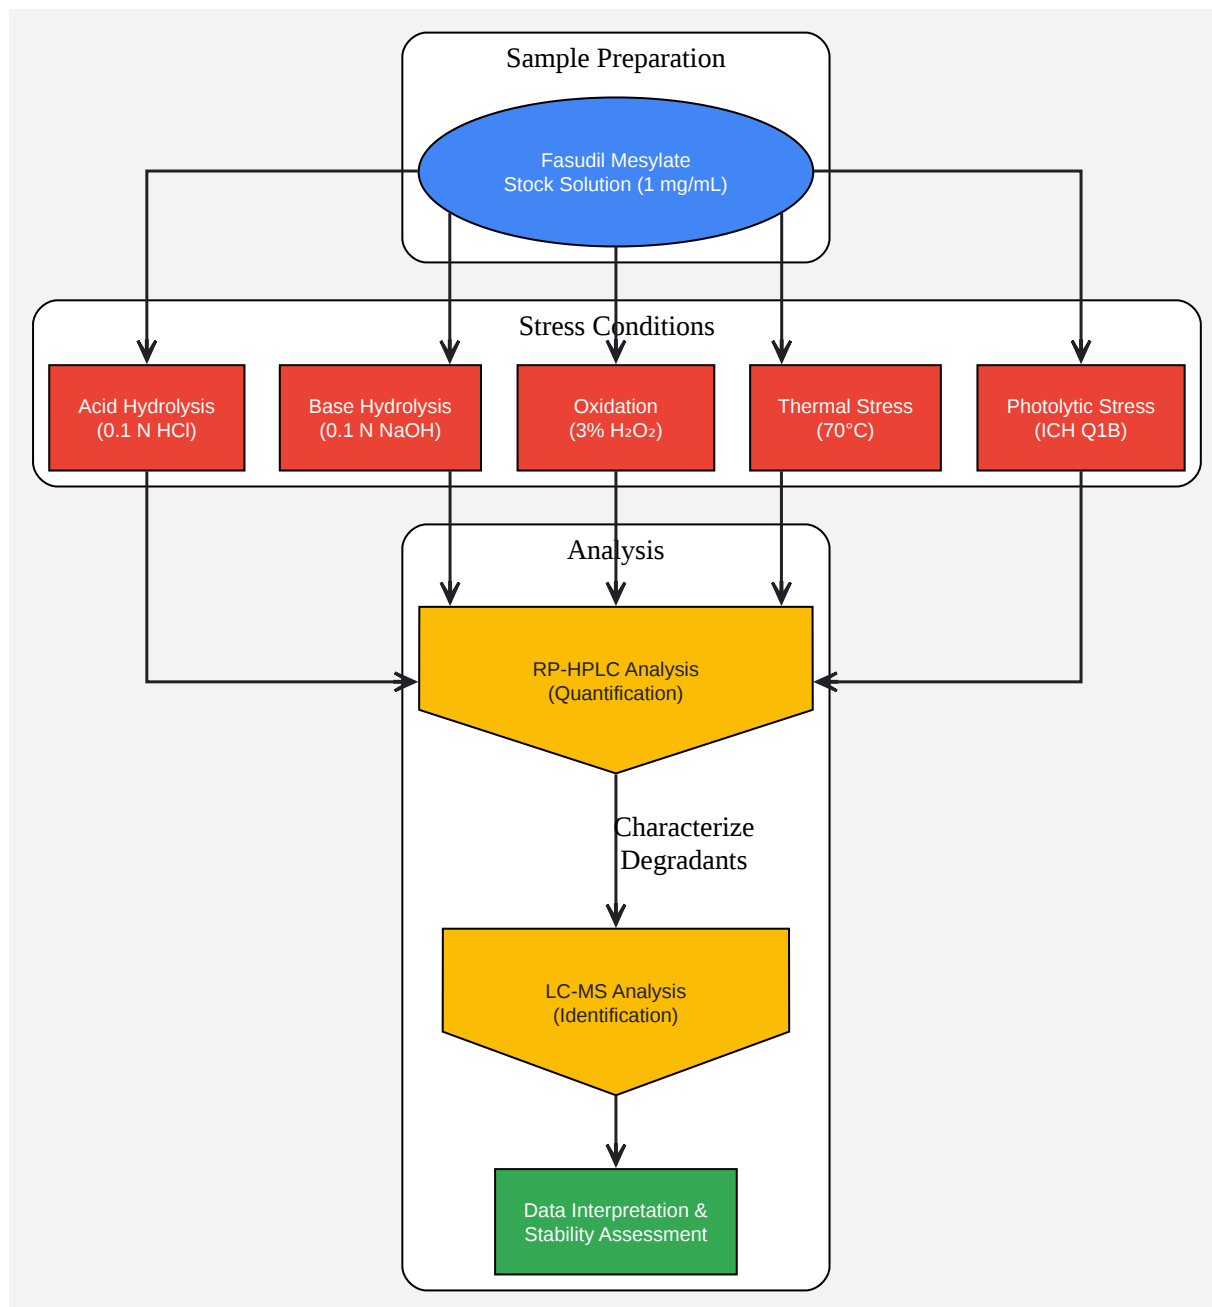 Sample Preparation
Fasudil Mesylate
Stock Solution (1 mg/mL)
Stress Conditions
Acid Hydrolysis
(0.1 N HCl)
Base Hydrolysis
(0.1 N NaOH)
Oxidation
(3% H₂O₂)
Thermal Stress
(70°C)
Photolytic Stress
(ICH Q1B)
Analysis
RP-HPLC Analysis
(Quantification)
Characterize
Degradants
LC-MS Analysis
(Identification)
Data Interpretation &
Stability Assessment